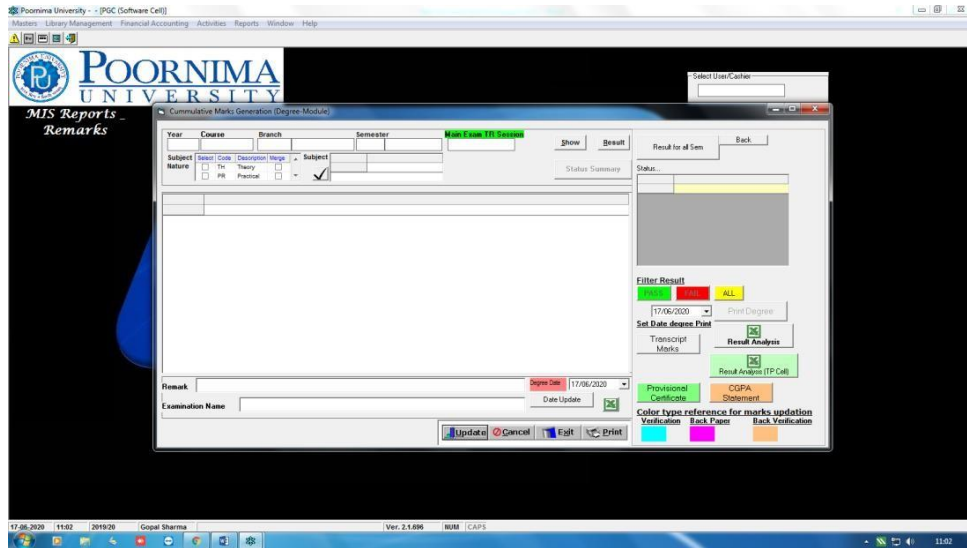 Poornima University - - [PGC (Software Cell)]
Masters Library Management Financial Accounting Activities Reports Window Help
POORNIMA
UNIVERSITY
MIS Reports _
Remarks
Select User/Cashier
Cummulative Marks Generation (Degree-Module)
Year Course Branch Semester Main Exam TR Session
Show Result
Subject Nature
Select Code Description Merge
TH Theory
PR Practical
Subject
Status Summary
Result for all Sem
Back
Status...
Filter Result
PASS FAIL ALL
17/06/2020 Print Degree
Set Date degree Print
Transcript Marks
Result Analysis
Result Analysis (TP Cell)
Provisional Certificate
CGPA Statement
Color type reference for marks updation
Verification Back Paper Back Verification
Remark
Degree Date 17/06/2020
Examination Name
Date Update
Update Cancel Exit Print
17-06-2020 11:02 2019/20 Gopal Sharma Ver. 2.1.696 NUM CAPS
11:02